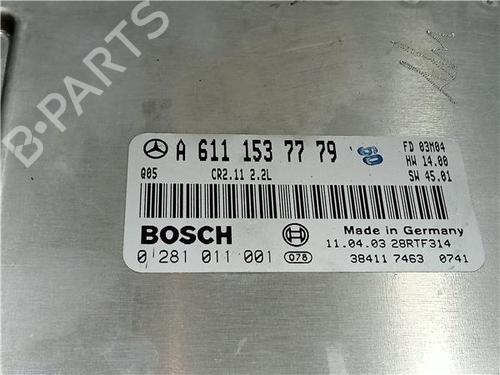 B-PARTS
A 611 153 77 79 60 FD 03M04
Q05 CR2.11 2.2L HW 14.00
SW 45.01
BOSCH Made in Germany
11.04.03 28RTF314
0 281 011 001 078 38411 7463 0741